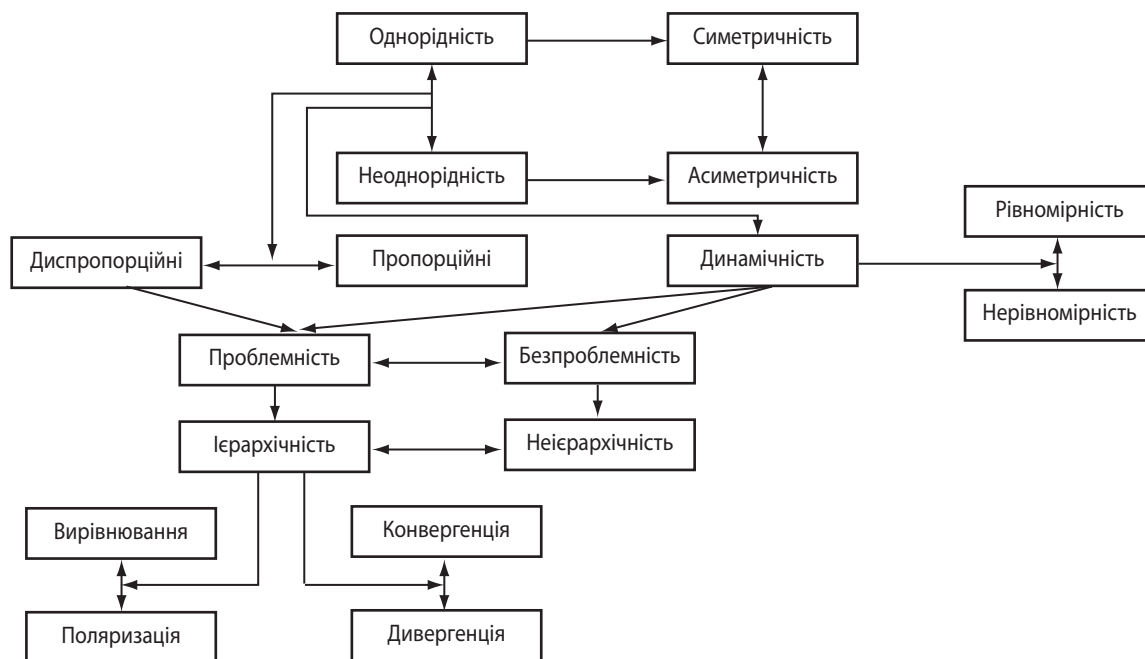 Однорідність
Симетричність
Неоднорідність
Асиметричність
Рівномірність
Диспропорційні
Пропорційні
Динамічність
Нерівномірність
Проблемність
Безпроблемність
Ієрархічність
Неієрархічність
Вирівнювання
Конвергенція
Поляризація
Дивергенція